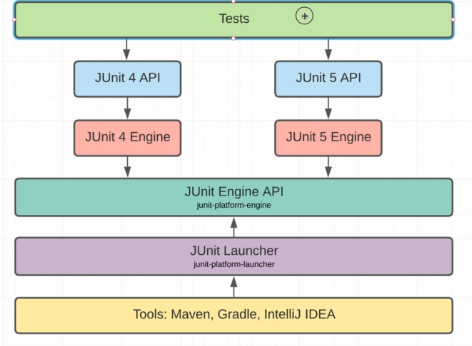 Tests
JUnit 4 API
JUnit 5 API
JUnit 4 Engine
JUnit 5 Engine
JUnit Engine API
junit-platform-engine
JUnit Launcher
junit-platform-launcher
Tools: Maven, Gradle, IntelliJ IDEA